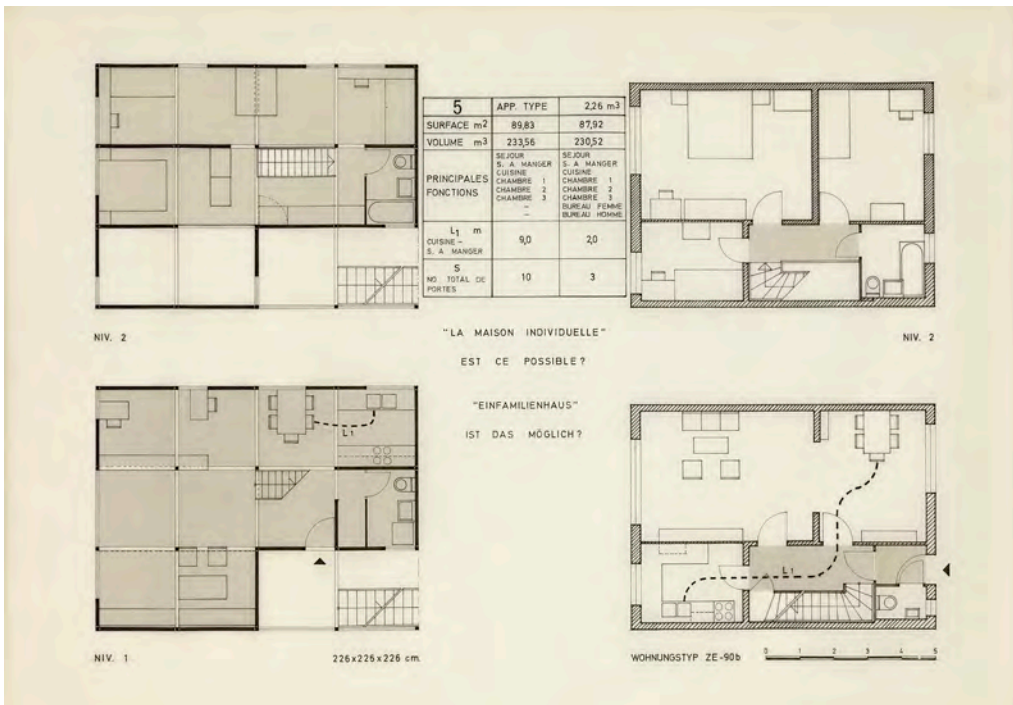 5 APP. TYPE 2,26 m3
SURFACE m2 89,83 87,92
VOLUME m3 233,56 230,52
PRINCIPALES
FONCTIONS
SEJOUR
S. A MANGER
CUISINE
CHAMBRE 1
CHAMBRE 2
CHAMBRE 3
-
-
SEJOUR
S. A MANGER
CUISINE
CHAMBRE 1
CHAMBRE 2
CHAMBRE 3
BUREAU FEMME
BUREAU HOMME
L1 m
CUISINE -
S. A MANGER
9,0 2,0
S
NO TOTAL DE
PORTES
10 3
NIV. 2
"LA MAISON INDIVIDUELLE"
EST CE POSSIBLE?
"EINFAMILIENHAUS"
IST DAS MÖGLICH?
NIV. 2
L1
L1
NIV. 1
226x226x226 cm.
WOHNUNGSTYP ZE-90b
0 1 2 3 4 5